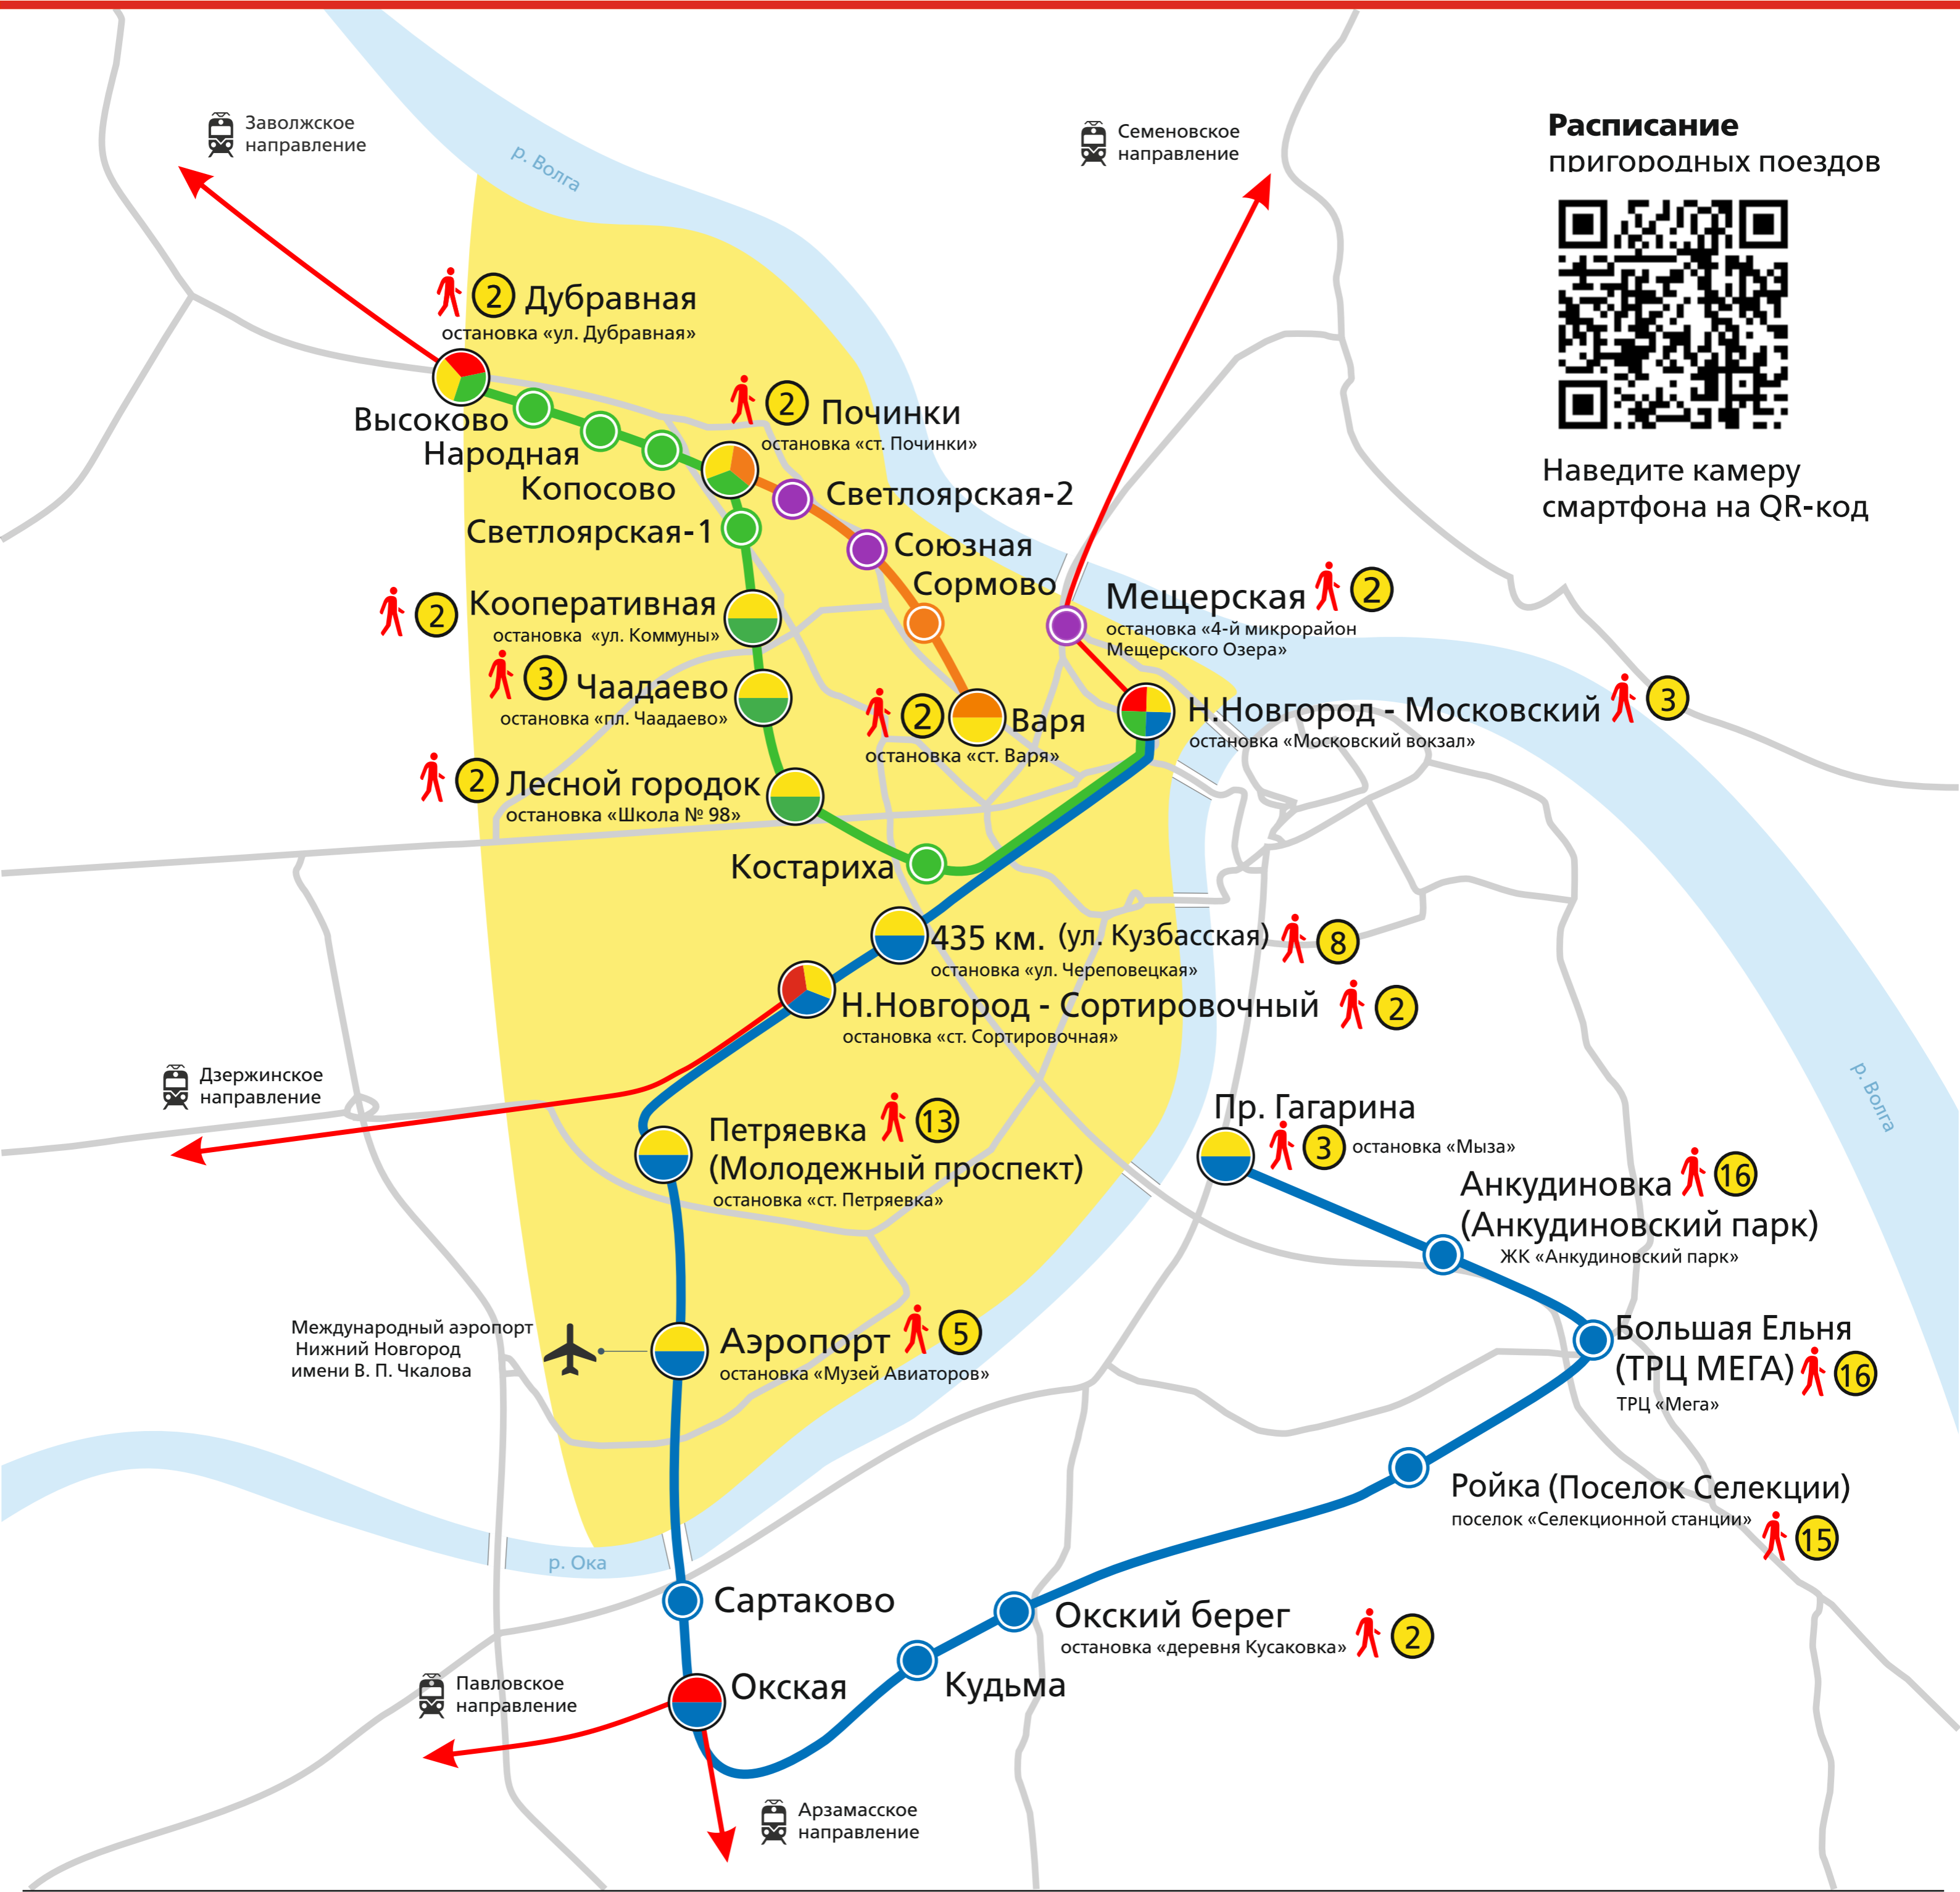 Заволжское
направление
р. Волга
Семеновское
направление
Расписание
пригородных поездов
Наведите камеру
смартфона на QR-код
2 Дубравная
остановка «ул. Дубравная»
Высоково
Народная
Копосово
2 Починки
остановка «ст. Починки»
Светлоярская-2
Светлоярская-1
Союзная
Сормово
Мещерская 2
остановка «4-й микрорайон
Мещерского Озера»
2 Кооперативная
остановка «ул. Коммуны»
3 Чаадаево
остановка «пл. Чаадаево»
2 Варя
остановка «ст. Варя»
Н.Новгород - Московский 3
остановка «Московский вокзал»
2 Лесной городок
остановка «Школа № 98»
Костариха
435 км. (ул. Кузбасская) 8
остановка «ул. Череповецкая»
Н.Новгород - Сортировочный 2
остановка «ст. Сортировочная»
Дзержинское
направление
р. Волга
Петряевка 13
(Молодежный проспект)
остановка «ст. Петряевка»
Пр. Гагарина
3 остановка «Мыза»
Анкудиновка 16
(Анкудиновский парк)
ЖК «Анкудиновский парк»
Международный аэропорт
Нижний Новгород
имени В. П. Чкалова
Аэропорт 5
остановка «Музей Авиаторов»
Большая Ельня
(ТРЦ МЕГА) 16
ТРЦ «Мега»
Ройка (Поселок Селекции)
поселок «Селекционной станции»
15
р. Ока
Сартаково
Окский берег
остановка «деревня Кусаковка» 2
Кудьма
Окская
Павловское
направление
Арзамасское
направление